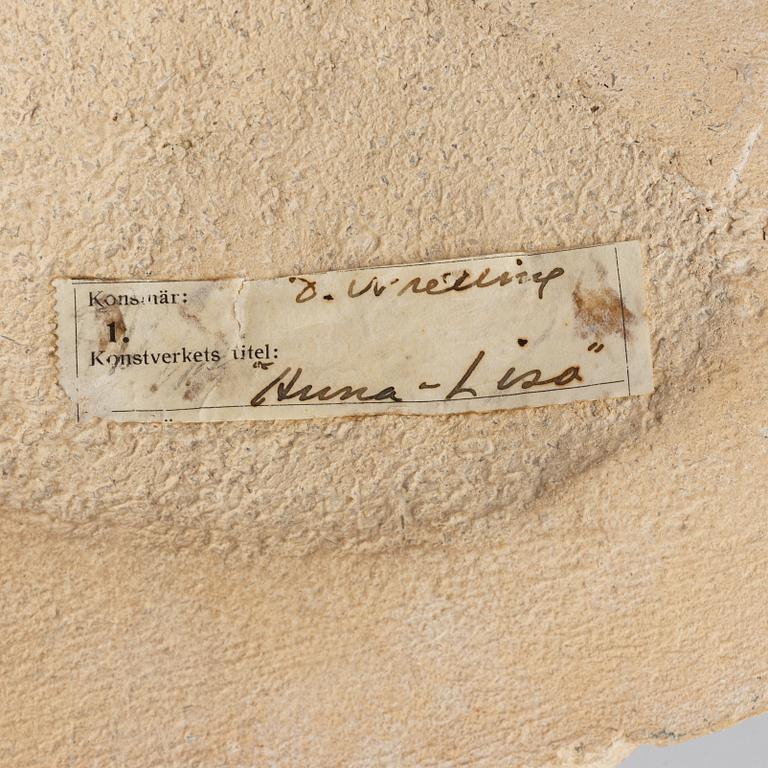 Konstnär: D. Wretling
1.
Konstverkets titel:
"Anna-Lisa"